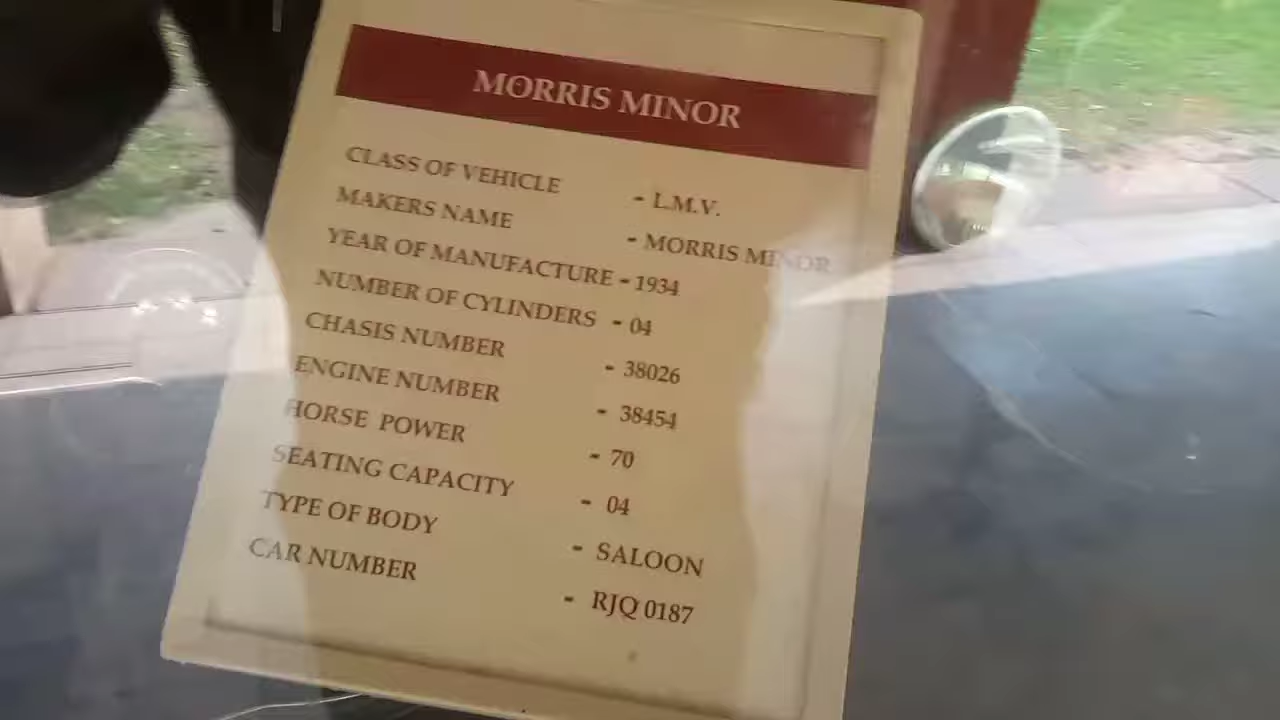 MORRIS MINOR
CLASS OF VEHICLE - L.M.V.
MAKERS NAME - MORRIS MINOR
YEAR OF MANUFACTURE - 1934
NUMBER OF CYLINDERS - 04
CHASIS NUMBER - 38026
ENGINE NUMBER - 38454
HORSE POWER - 70
SEATING CAPACITY - 04
TYPE OF BODY - SALOON
CAR NUMBER - RJQ 0187